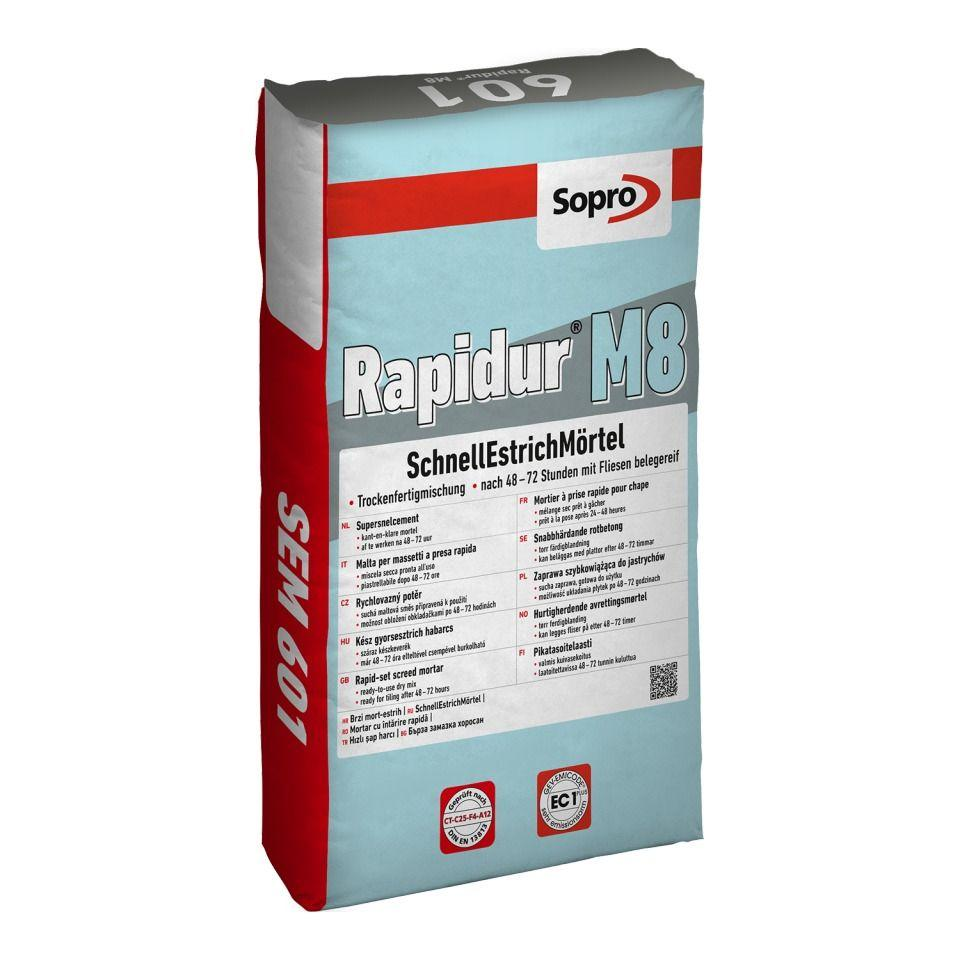 601
Rapidur® M8
Sopro
Rapidur® M8
SchnellEstrichMörtel
• Trockenfertigmischung • nach 48–72 Stunden mit Fliesen belegereif
NL Supersnelcement
• kant-en-klare mortel
• af te werken na 48–72 uur
IT Malta per massetti a presa rapida
• miscela secca pronta all'uso
• piastrellabile dopo 48–72 ore
CZ Rychlovazný potěr
• suchá maltová směs připravená k použití
• možnost obložení obkladačkami po 48–72 hodinách
HU Kész gyorsesztrich habarcs
• száraz készkeverék
• már 48–72 óra elteltével csempével burkolható
GB Rapid-set screed mortar
• ready-to-use dry mix
• ready for tiling after 48–72 hours
HR Brzi mort-estrih | RU SchnellEstrichMörtel |
RO Mortar cu întărire rapidă |
TR Hızlı şap harcı | BG Бърза замазка хоросан
FR Mortier à prise rapide pour chape
• mélange sec prêt à gâcher
• prêt à la pose après 24–48 heures
SE Snabbhärdande rotbetong
• torr färdigblandning
• kan beläggas med plattor efter 48–72 timmar
PL Zaprawa szybkowiążąca do jastrychów
• sucha zaprawa, gotowa do użytku
• możliwość układania płytek po 48–72 godzinach
NO Hurtigherdende avrettingsmørtel
• torr ferdigblanding
• kan legges fliser på etter 48–72 timer
FI Pikatasoitelaasti
• valmis kuivasekoitus
• laatoitettavissa 48–72 tunnin kuluttua
Geprüft nach
CT-C25-F4-A12
DIN EN 13813
GEV-EMICODE
EC 1 PLUS
sehr emissionsarm
SEM 601